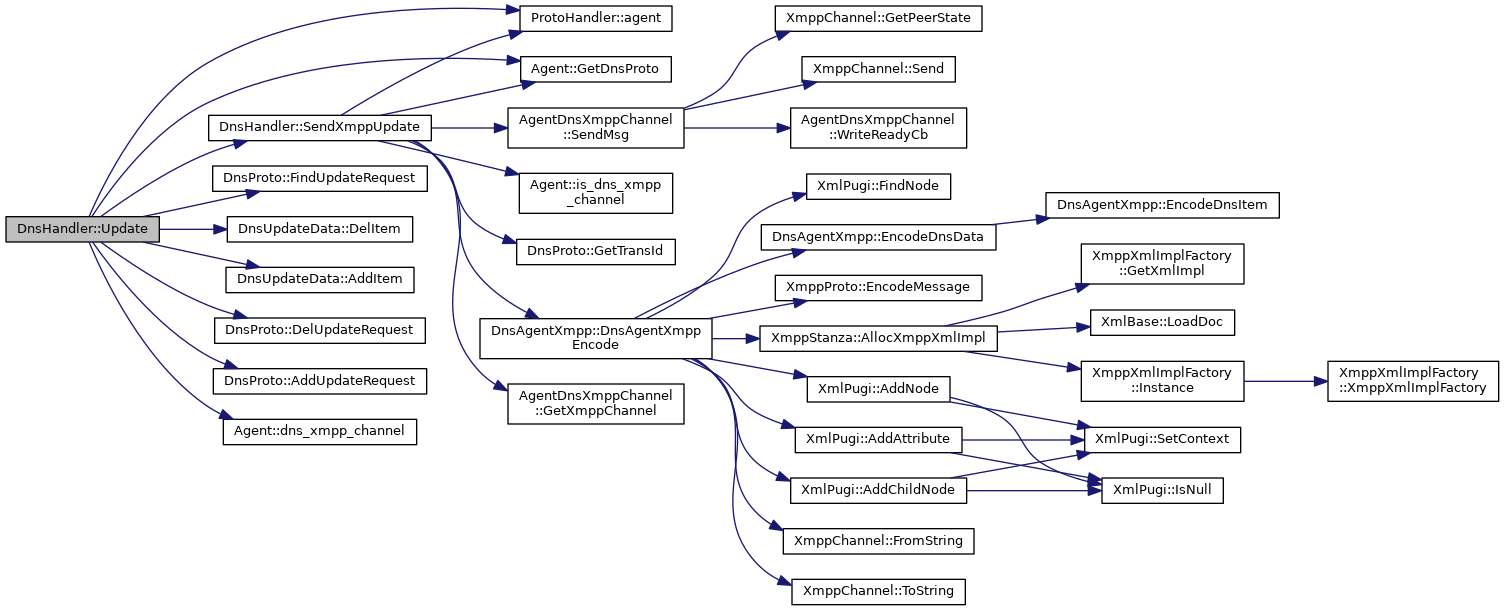 DnsHandler::Update
DnsHandler::SendXmppUpdate
DnsProto::FindUpdateRequest
DnsUpdateData::DelItem
DnsUpdateData::AddItem
DnsProto::DelUpdateRequest
DnsProto::AddUpdateRequest
Agent::dns_xmpp_channel
ProtoHandler::agent
Agent::GetDnsProto
AgentDnsXmppChannel
::SendMsg
Agent::is_dns_xmpp
_channel
DnsProto::GetTransId
DnsAgentXmpp::DnsAgentXmpp
Encode
AgentDnsXmppChannel
::GetXmppChannel
XmppChannel::GetPeerState
XmppChannel::Send
AgentDnsXmppChannel
::WriteReadyCb
XmlPugi::FindNode
DnsAgentXmpp::EncodeDnsData
XmppProto::EncodeMessage
XmppStanza::AllocXmppXmlImpl
XmlPugi::AddNode
XmlPugi::AddAttribute
XmlPugi::AddChildNode
XmppChannel::FromString
XmppChannel::ToString
DnsAgentXmpp::EncodeDnsItem
XmppXmlImplFactory
::GetXmlImpl
XmlBase::LoadDoc
XmppXmlImplFactory
::Instance
XmlPugi::SetContext
XmlPugi::IsNull
XmppXmlImplFactory
::XmppXmlImplFactory